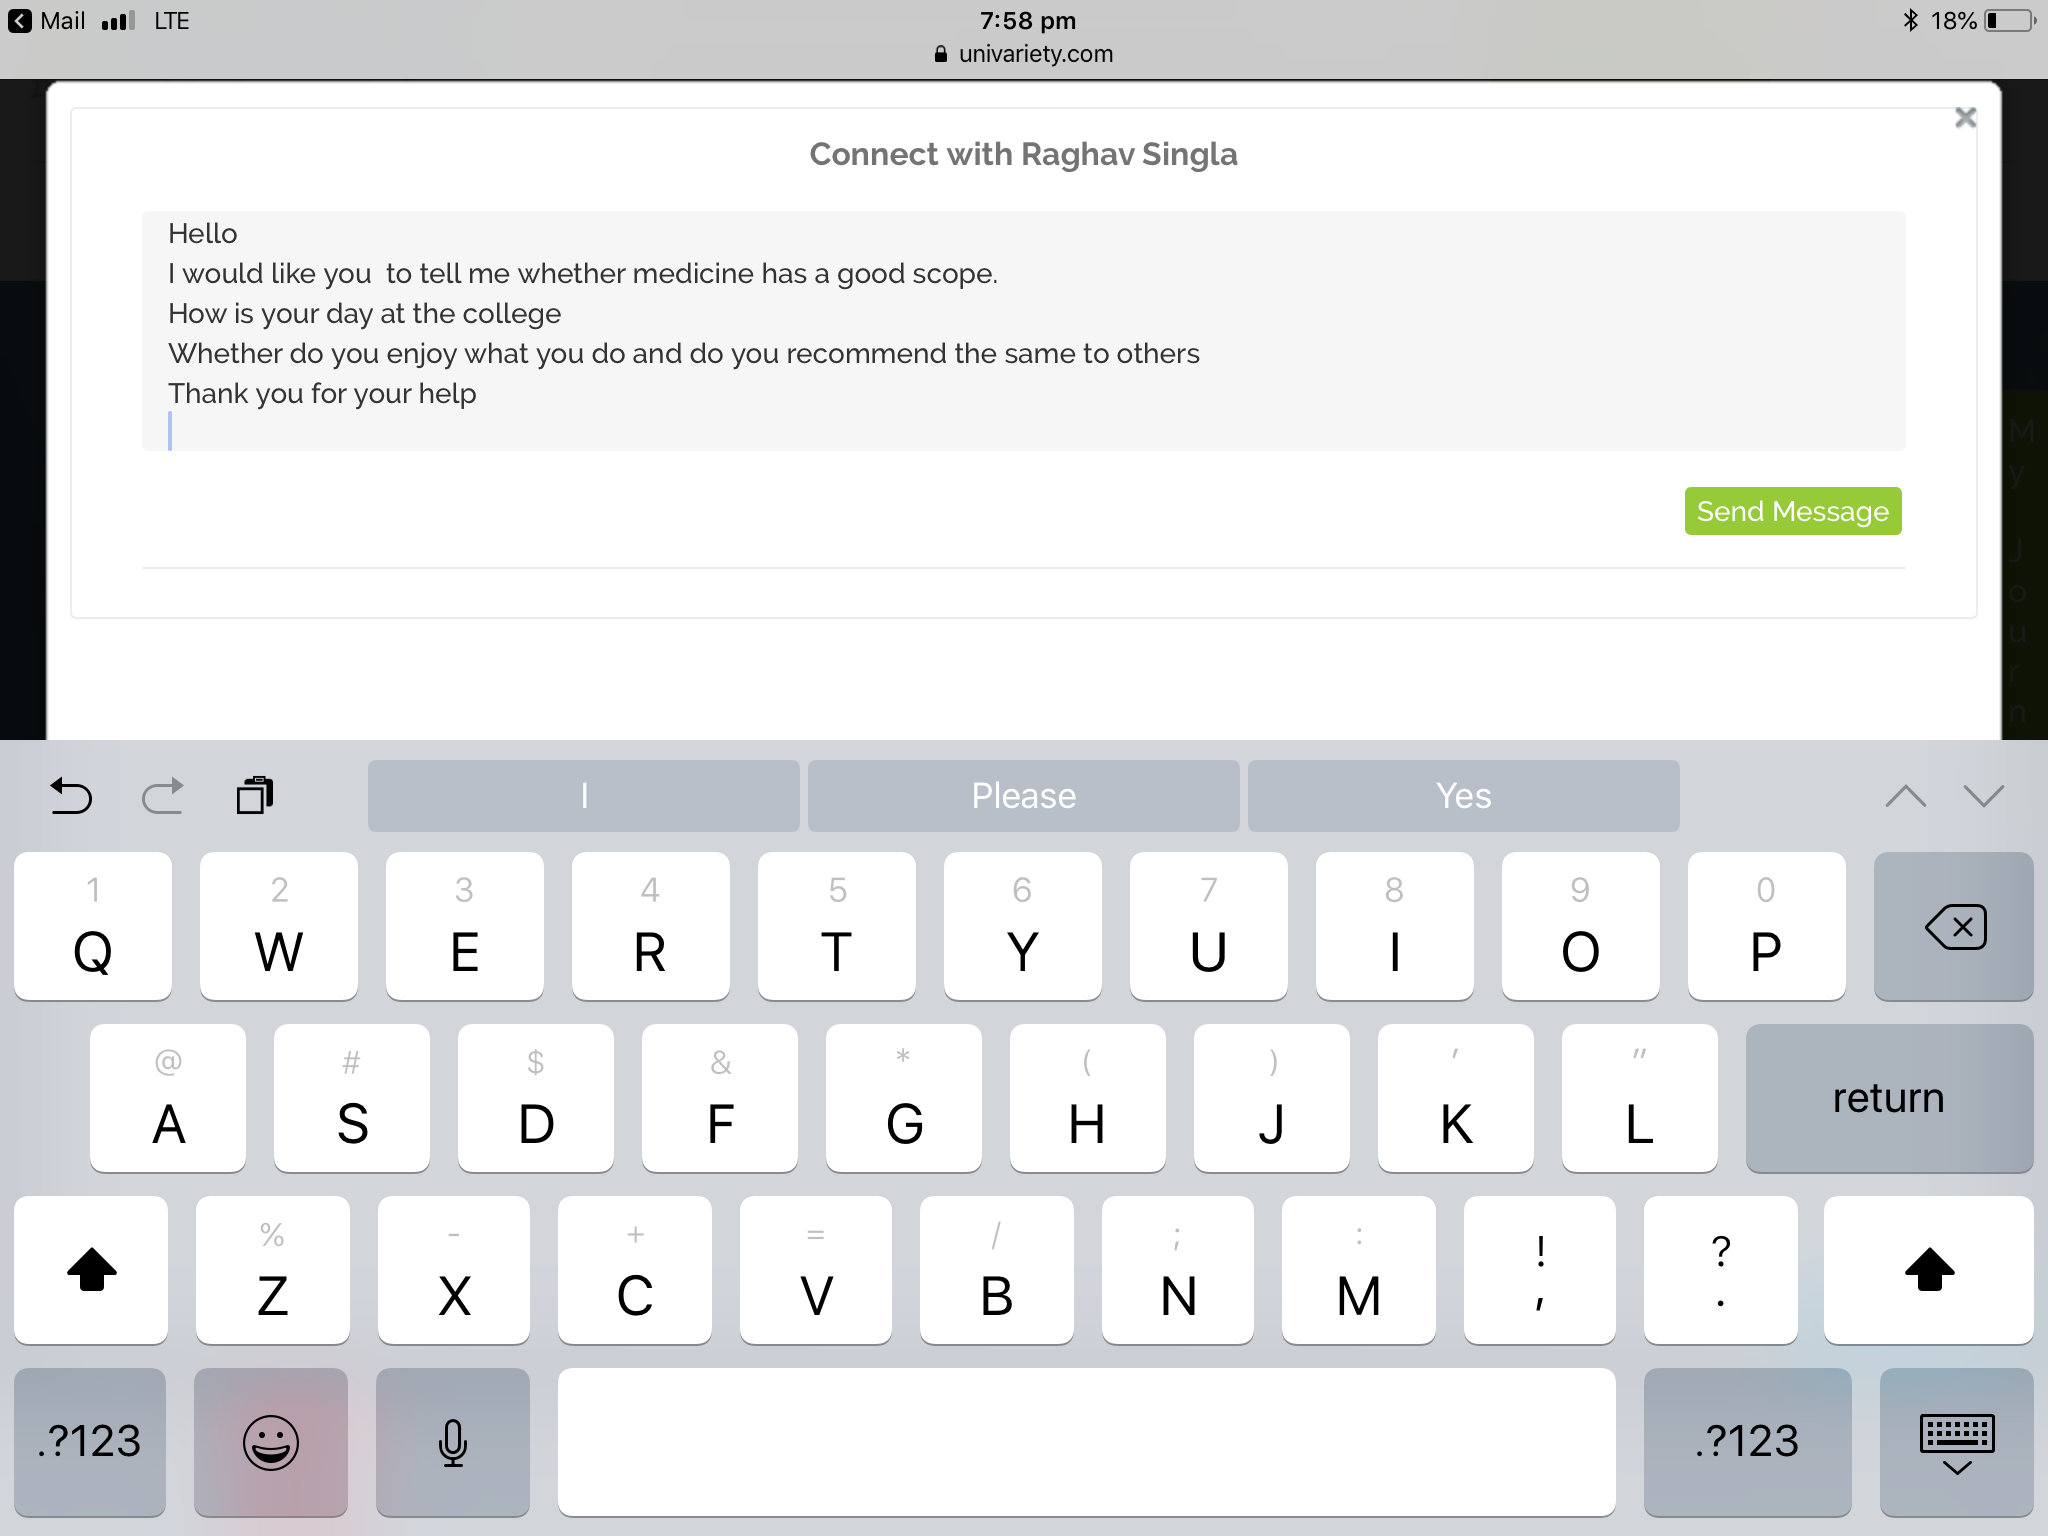 Mail LTE 7:58 pm 18%
univariety.com
Connect with Raghav Singla
Hello
I would like you  to tell me whether medicine has a good scope.
How is your day at the college
Whether do you enjoy what you do and do you recommend the same to others
Thank you for your help
Send Message
M
y
J
o
u
r
n
I Please Yes
1 2 3 4 5 6 7 8 9 0
Q W E R T Y U I O P
@ # $ & * ( ) ' "
A S D F G H J K L return
% - + = / ; : ! ?
Z X C V B N M , .
.?123 .?123